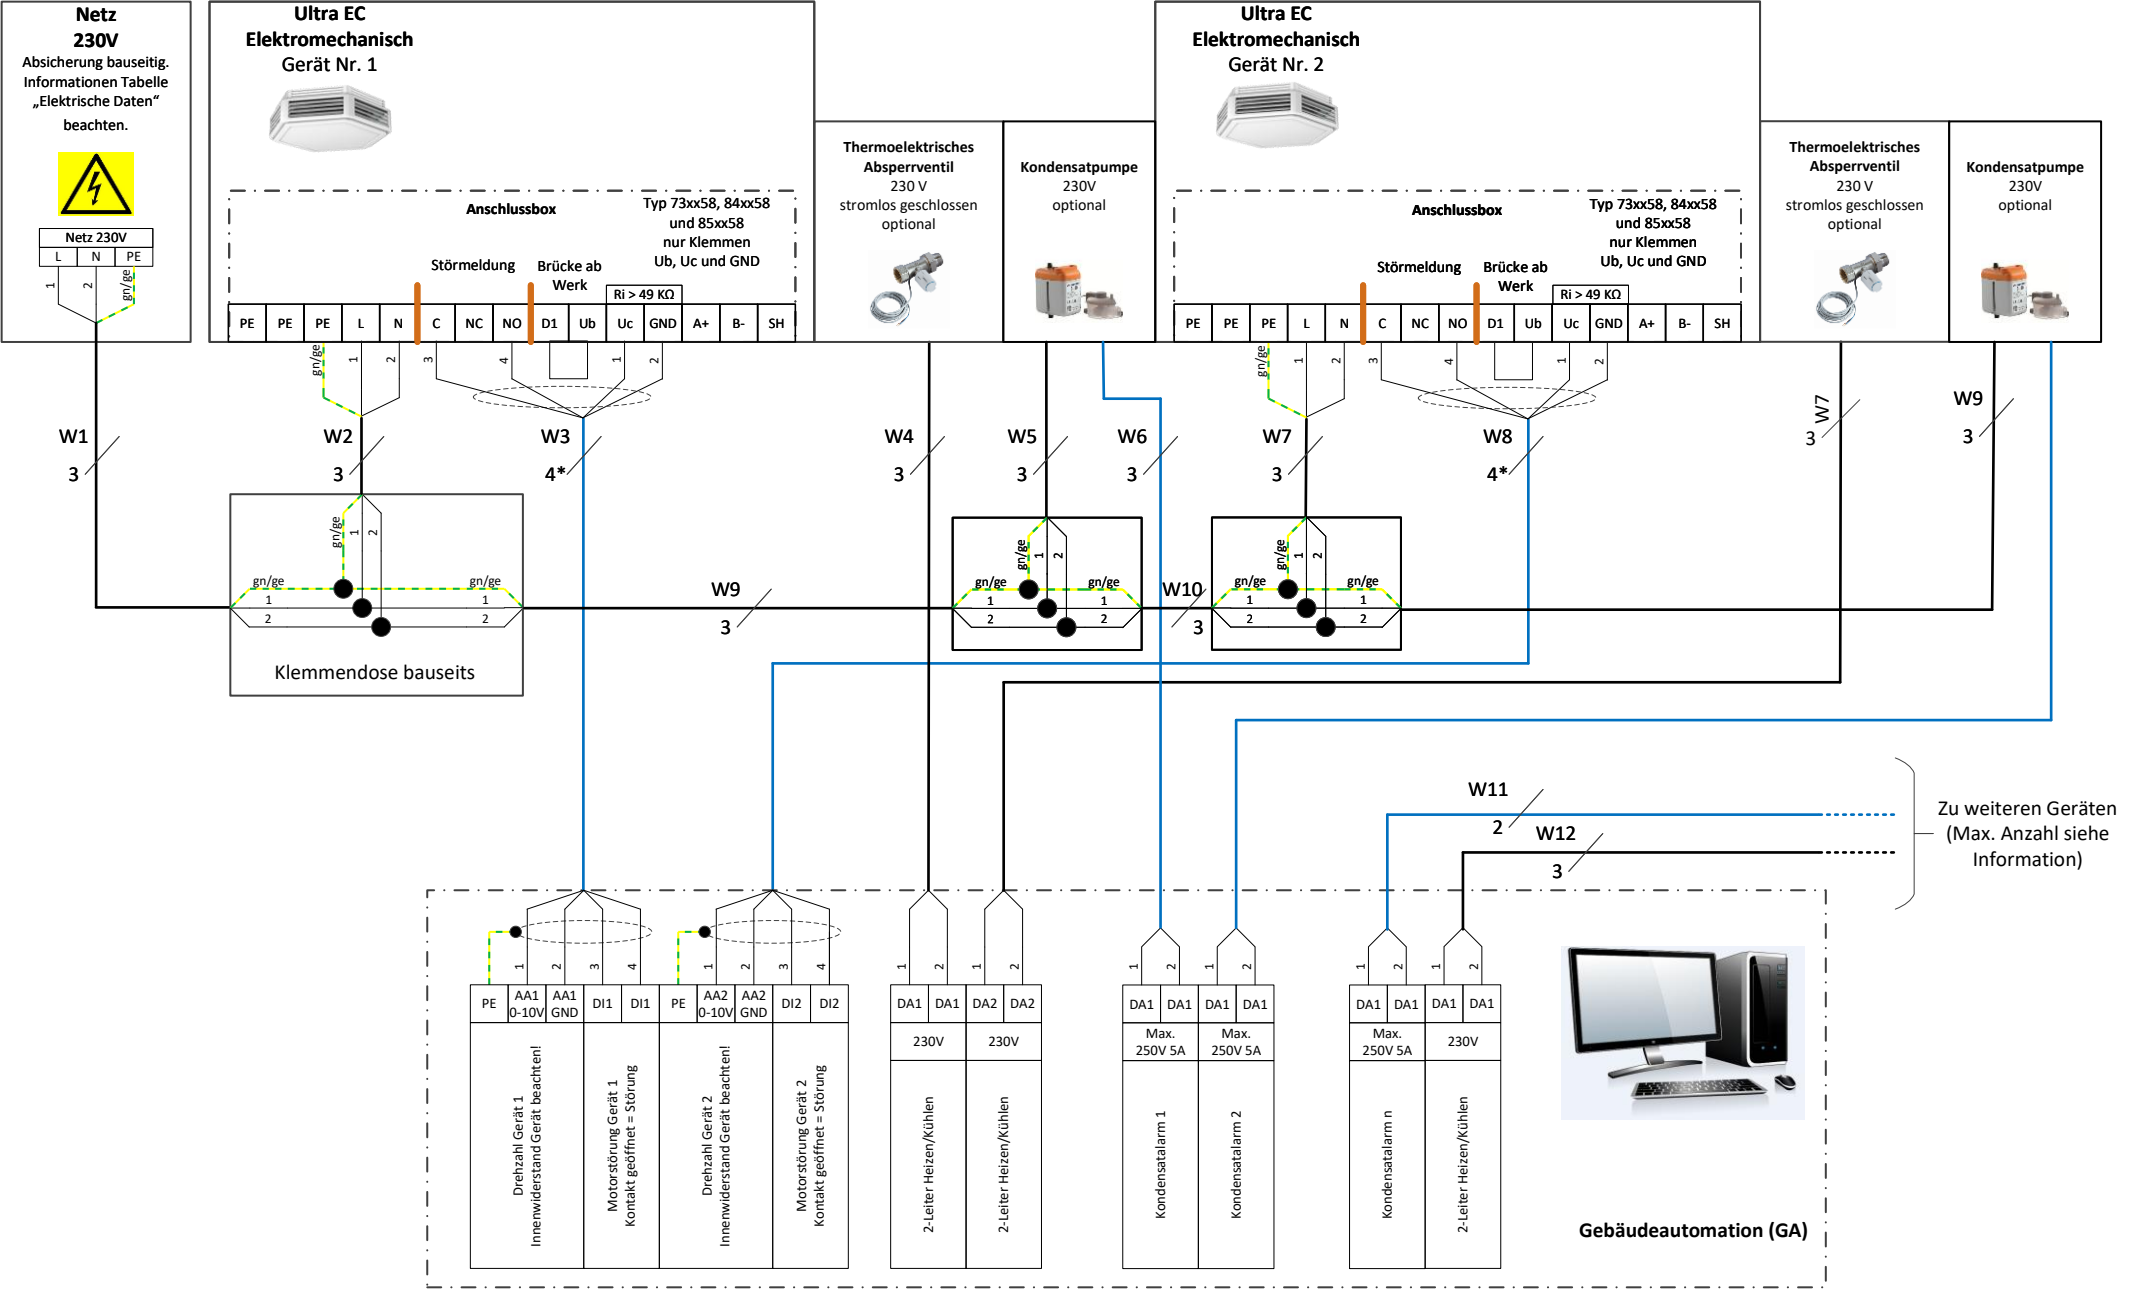 Netz
230V
Absicherung bauseitig.
Informationen Tabelle
„Elektrische Daten“
beachten.
Netz 230V
L N PE
1 2 gn/ge
Ultra EC
Elektromechanisch
Gerät Nr. 1
Anschlussbox
Typ 73xx58, 84xx58
und 85xx58
nur Klemmen
Ub, Uc und GND
Störmeldung
Brücke ab
Werk
Ri > 49 KΩ
PE PE PE L N C NC NO D1 Ub Uc GND A+ B- SH
gn/ge 1 2 3 4 1 2
Thermoelektrisches
Absperrventil
230 V
stromlos geschlossen
optional
Kondensatpumpe
230V
optional
Ultra EC
Elektromechanisch
Gerät Nr. 2
Anschlussbox
Typ 73xx58, 84xx58
und 85xx58
nur Klemmen
Ub, Uc und GND
Störmeldung
Brücke ab
Werk
Ri > 49 KΩ
PE PE PE L N C NC NO D1 Ub Uc GND A+ B- SH
gn/ge 1 2 3 4 1 2
Thermoelektrisches
Absperrventil
230 V
stromlos geschlossen
optional
Kondensatpumpe
230V
optional
W1
3
W2
3
W3
4*
W4
3
W5
3
W6
3
W7
3
W8
4*
W7
3
W9
3
gn/ge 1 2
gn/ge gn/ge
1 1
2 2
Klemmendose bauseits
W9
3
gn/ge 1 2
gn/ge gn/ge
1 1
2 2
W10
3
gn/ge 1 2
gn/ge gn/ge
1 1
2 2
W11
2
W12
3
Zu weiteren Geräten
(Max. Anzahl siehe
Information)
1 2 3 4 1 2 3 4 1 2 1 2 1 2 1 2 1 2 1 2
PE
AA1
0-10V
AA1
GND
DI1
DI1
PE
AA2
0-10V
AA2
GND
DI2
DI2
DA1 DA1 DA2 DA2
230V 230V
DA1 DA1 DA1 DA1
Max.
250V 5A
Max.
250V 5A
DA1 DA1 DA1 DA1
Max.
250V 5A
230V
Drehzahl Gerät 1
Innenwiderstand Gerät beachten!
Motorstörung Gerät 1
Kontakt geöffnet = Störung
Drehzahl Gerät 2
Innenwiderstand Gerät beachten!
Motorstörung Gerät 2
Kontakt geöffnet = Störung
2-Leiter Heizen/Kühlen
2-Leiter Heizen/Kühlen
Kondensatalarm 1
Kondensatalarm 2
Kondensatalarm n
2-Leiter Heizen/Kühlen
Gebäudeautomation (GA)